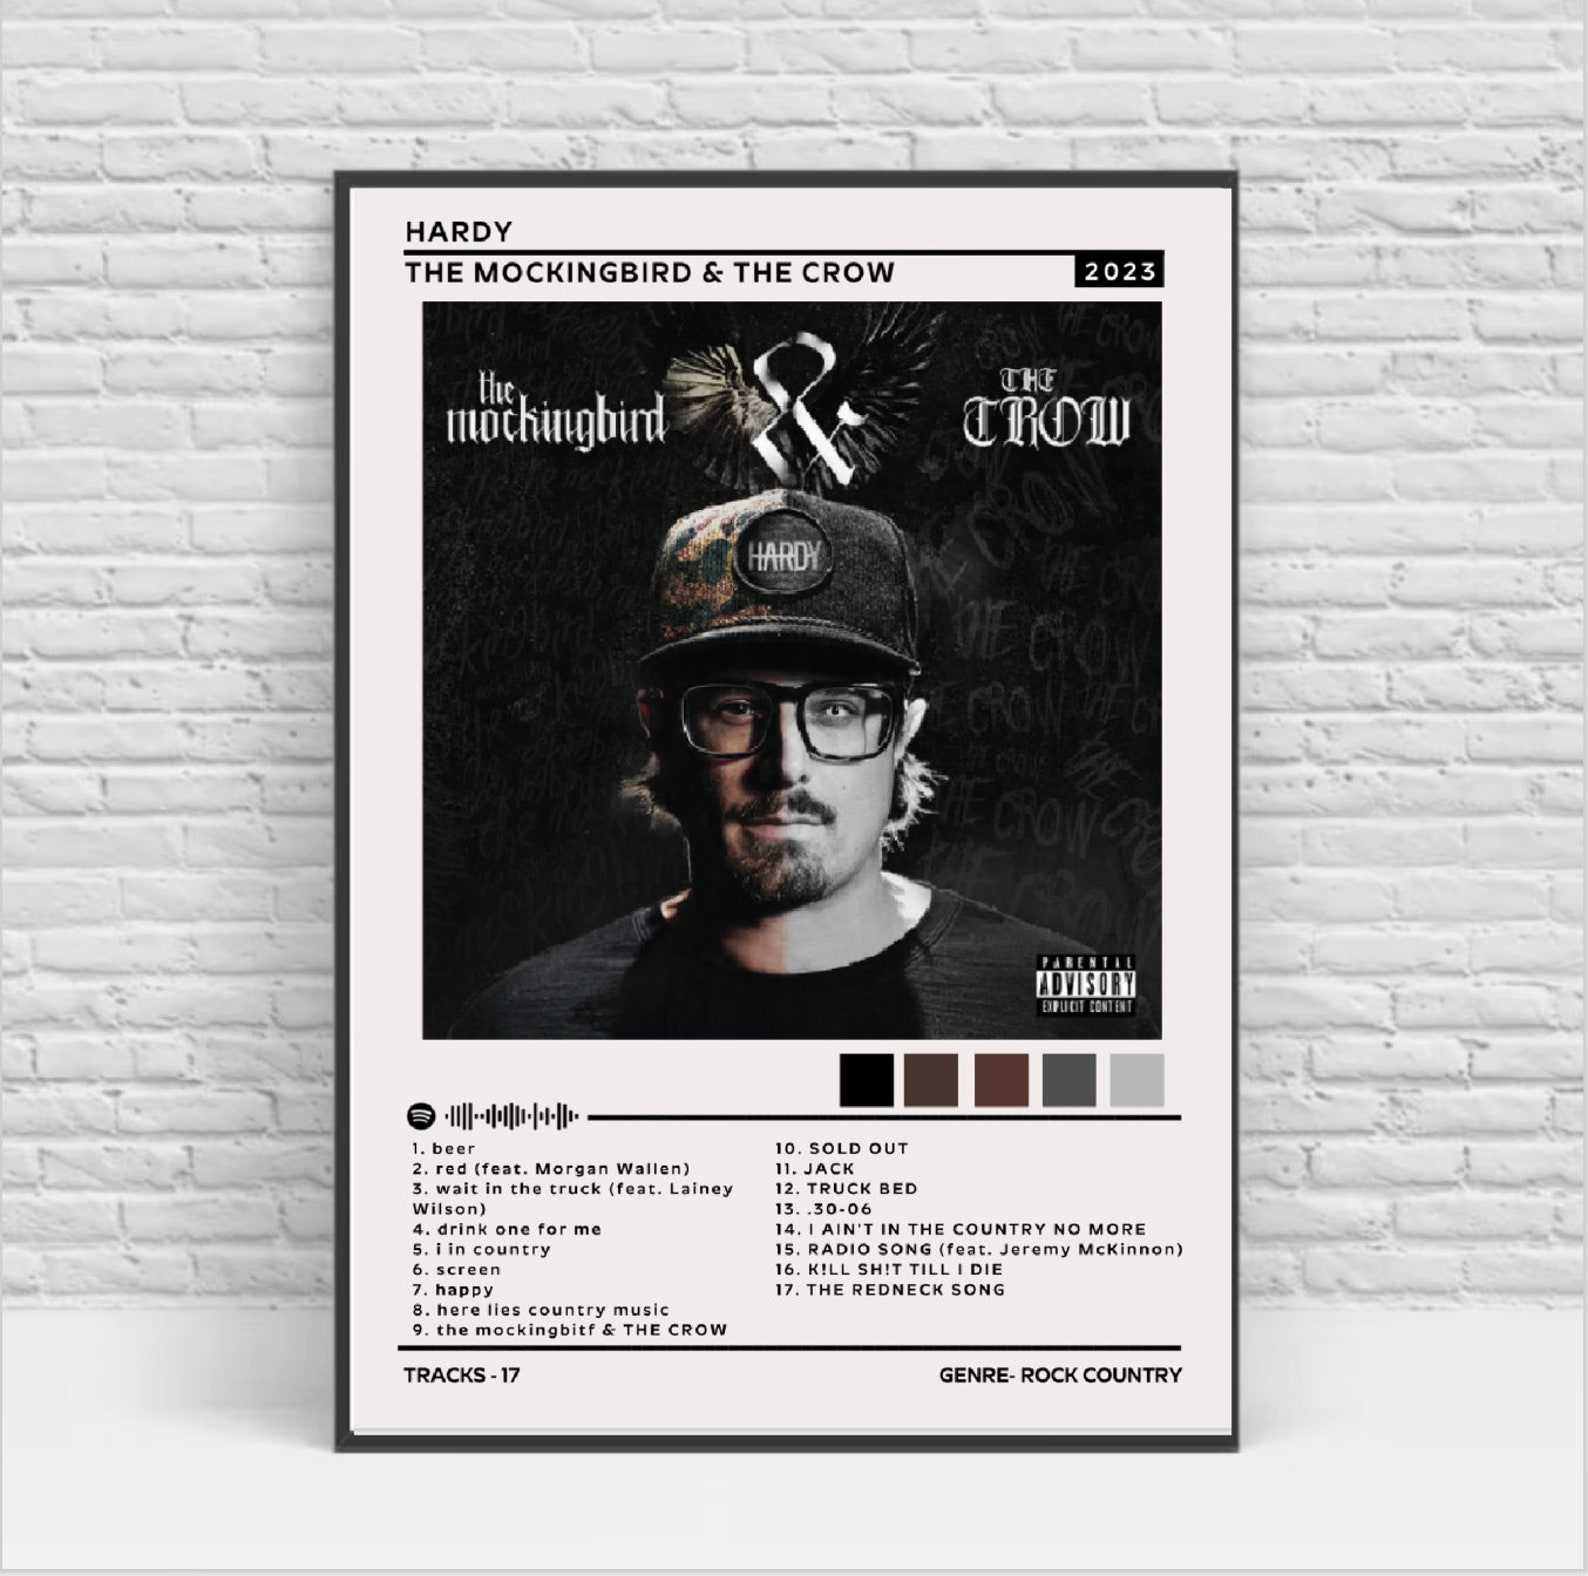 HARDY
THE MOCKINGBIRD & THE CROW
2023
the
mockingbird
&
THE
CROW
HARDY
PARENTAL
ADVISORY
EXPLICIT CONTENT
1. beer
2. red (feat. Morgan Wallen)
3. wait in the truck (feat. Lainey
Wilson)
4. drink one for me
5. i in country
6. screen
7. happy
8. here lies country music
9. the mockingbitf & THE CROW
10. SOLD OUT
11. JACK
12. TRUCK BED
13. .30-06
14. I AIN'T IN THE COUNTRY NO MORE
15. RADIO SONG (feat. Jeremy McKinnon)
16. K!LL SH!T TILL I DIE
17. THE REDNECK SONG
TRACKS - 17
GENRE- ROCK COUNTRY